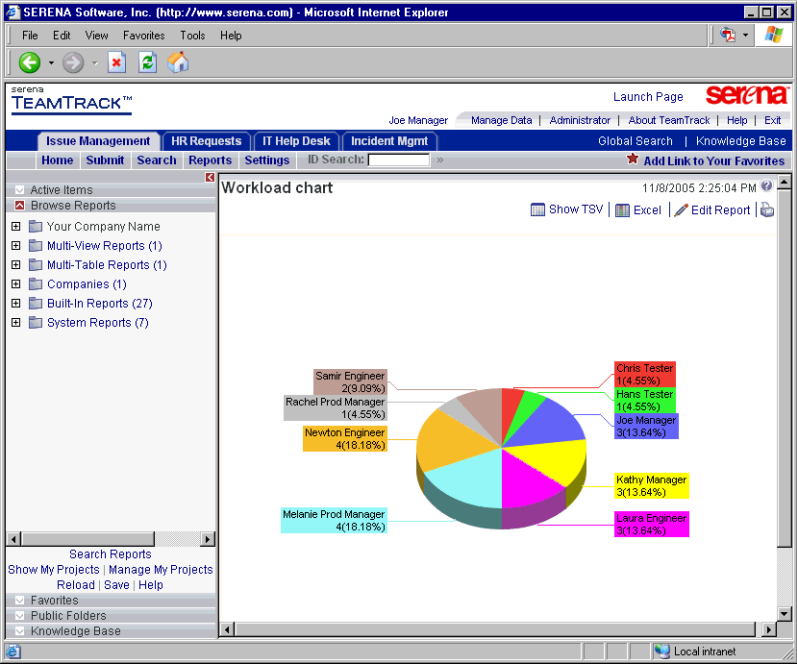 SERENA Software, Inc. (http://www.serena.com) - Microsoft Internet Explorer
File Edit View Favorites Tools Help
serena
TEAMTRACK™
Launch Page
serena
Joe Manager
Manage Data | Administrator | About TeamTrack | Help | Exit
Issue Management HR Requests IT Help Desk Incident Mgmt
Global Search | Knowledge Base
Home Submit Search Reports Settings ID Search: »
Add Link to Your Favorites
Active Items
Browse Reports
Your Company Name
Multi-View Reports (1)
Multi-Table Reports (1)
Companies (1)
Built-In Reports (27)
System Reports (7)
Search Reports
Show My Projects | Manage My Projects
Reload | Save | Help
Favorites
Public Folders
Knowledge Base
Workload chart
11/8/2005 2:25:04 PM
Show TSV | Excel | Edit Report |
Samir Engineer
2(9.09%)
Rachel Prod Manager
1(4.55%)
Newton Engineer
4(18.18%)
Melanie Prod Manager
4(18.18%)
Chris Tester
1(4.55%)
Hans Tester
1(4.55%)
Joe Manager
3(13.64%)
Kathy Manager
3(13.64%)
Laura Engineer
3(13.64%)
Local intranet